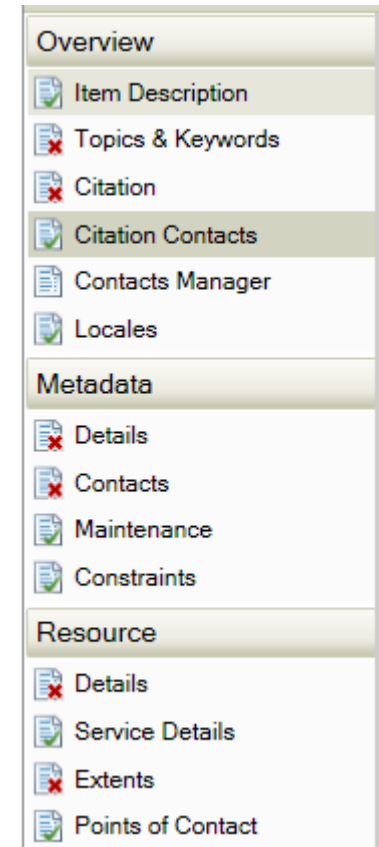 Overview
Item Description
Topics & Keywords
Citation
Citation Contacts
Contacts Manager
Locales
Metadata
Details
Contacts
Maintenance
Constraints
Resource
Details
Service Details
Extents
Points of Contact